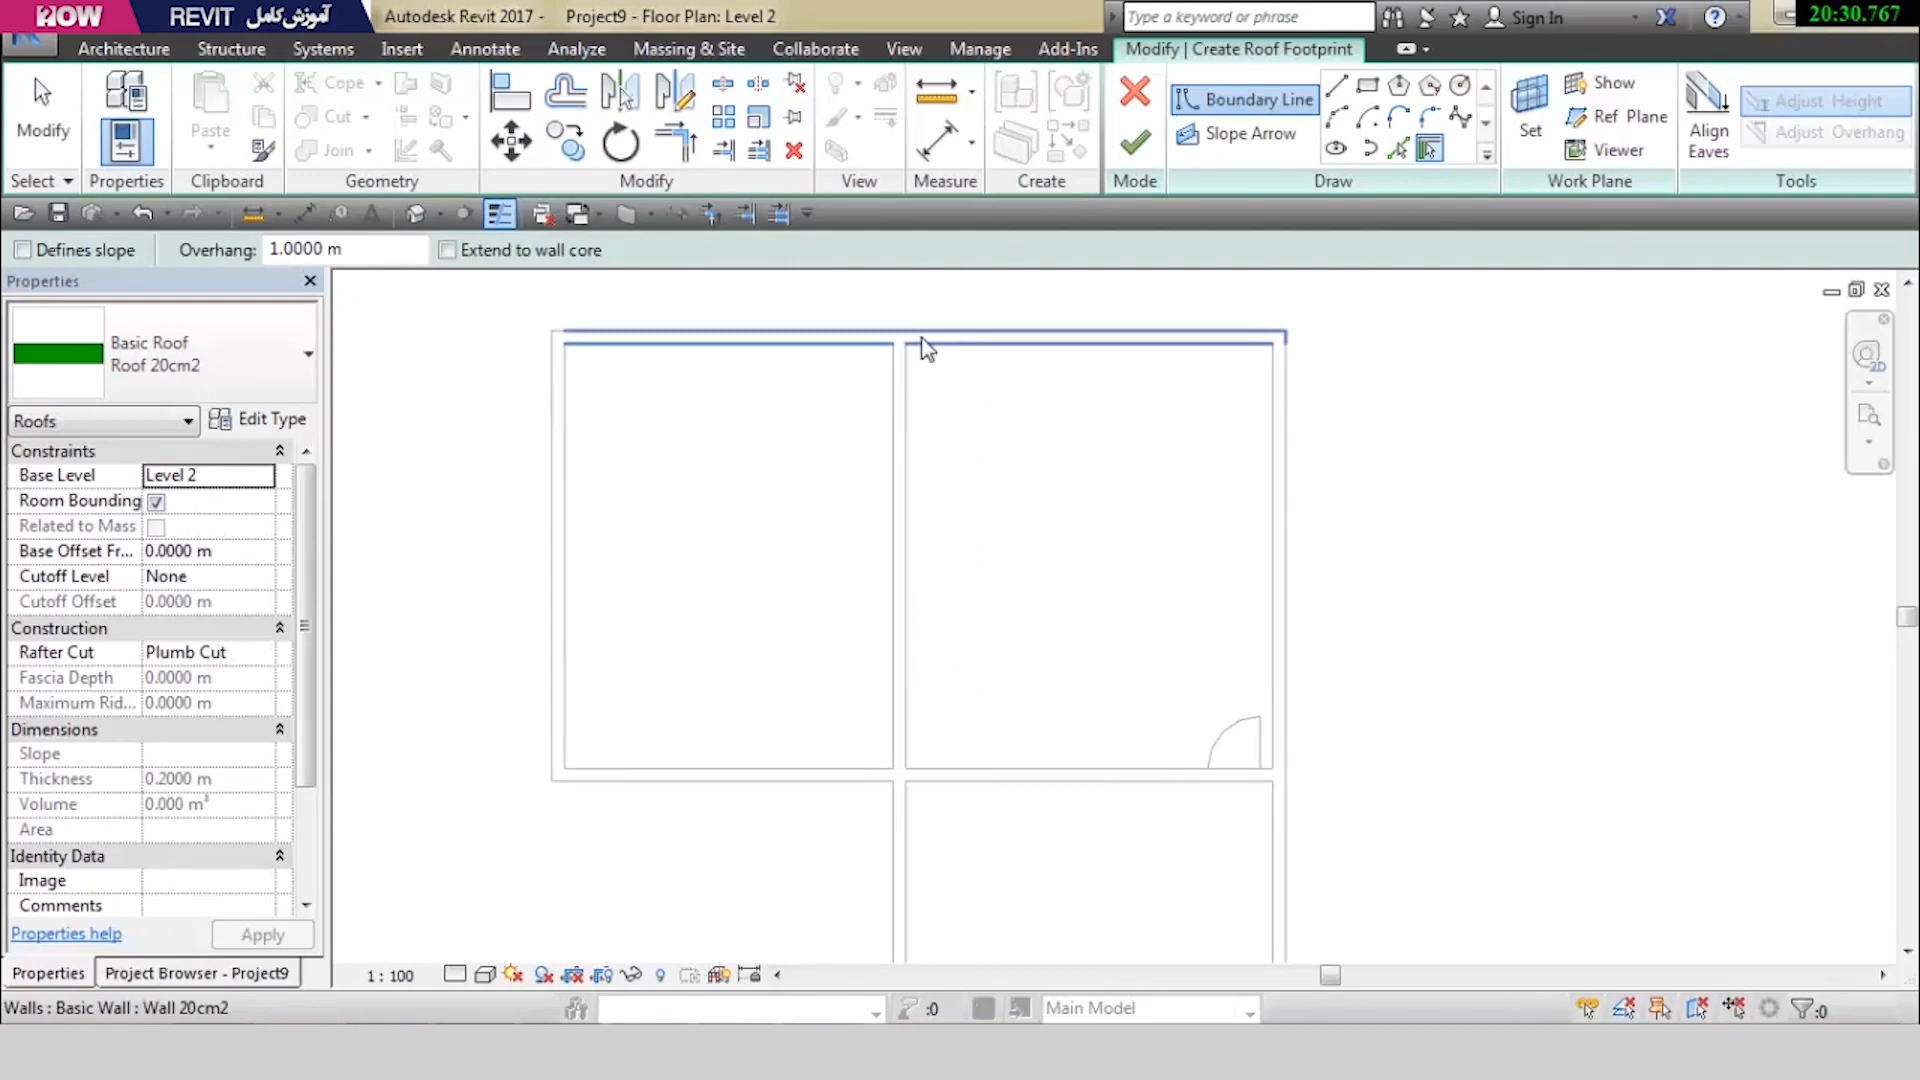 2NOW
REVIT آموزش کامل
Autodesk Revit 2017 - Project9 - Floor Plan: Level 2
Type a keyword or phrase
Sign In
20:30.767
Architecture Structure Systems Insert Annotate Analyze Massing & Site Collaborate View Manage Add-Ins Modify | Create Roof Footprint
Modify
Paste
Cope
Cut
Join
Boundary Line
Slope Arrow
Set
Show
Ref Plane
Viewer
Align
Eaves
Adjust Height
Adjust Overhang
Select Properties Clipboard Geometry Modify View Measure Create Mode Draw Work Plane Tools
Defines slope Overhang: 1.0000 m Extend to wall core
Properties
Basic Roof
Roof 20cm2
Roofs Edit Type
Constraints
Base Level Level 2
Room Bounding
Related to Mass
Base Offset Fr... 0.0000 m
Cutoff Level None
Cutoff Offset 0.0000 m
Construction
Rafter Cut Plumb Cut
Fascia Depth 0.0000 m
Maximum Rid... 0.0000 m
Dimensions
Slope
Thickness 0.2000 m
Volume 0.000 m³
Area
Identity Data
Image
Comments
Properties help Apply
Properties Project Browser - Project9
1 : 100
2D
Walls : Basic Wall : Wall 20cm2
:0
Main Model
:0